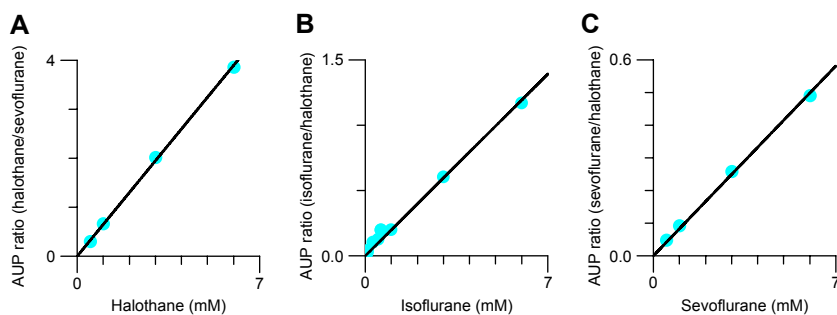 A
AUP ratio (halothane/sevoflurane)
4
0
0
7
Halothane (mM)
B
AUP ratio (isoflurane/halothane)
1.5
0.0
0
7
Isoflurane (mM)
C
AUP ratio (sevoflurane/halothane)
0.6
0.0
0
7
Sevoflurane (mM)